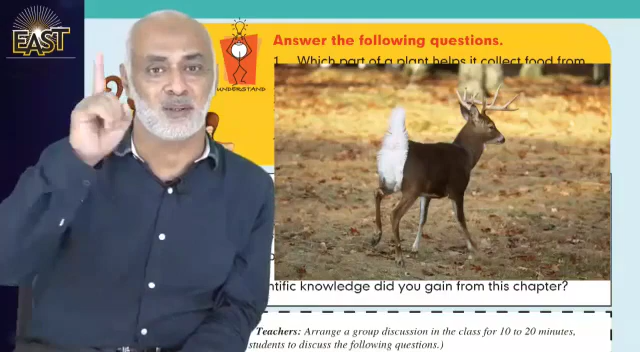 EAST
UNDERSTAND
Answer the following questions.
1. Which part of a plant helps it collect food from
ntific knowledge did you gain from this chapter?
Teachers: Arrange a group discussion in the class for 10 to 20 minutes,
students to discuss the following questions.)